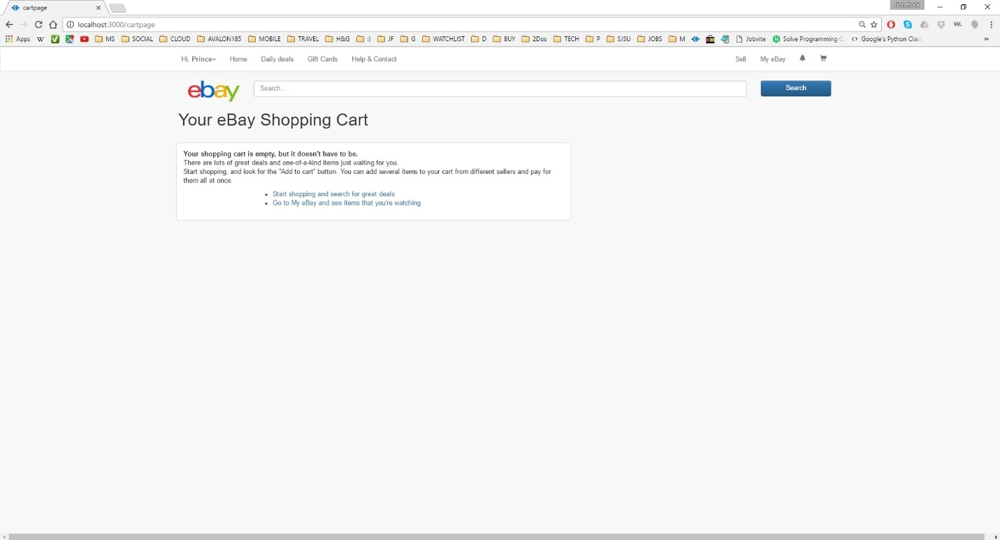 cartpage
riotofrock
localhost:3000/cartpage
Apps W MS SOCIAL CLOUD AVALON185 MOBILE TRAVEL H&G :) JF G WATCHLIST D BUY 2Dos TECH P SJSU JOBS M Jobvite Solve Programming Google's Python Clas »
Hi, Prince Home Daily deals Gift Cards Help & Contact Sell My eBay
ebay Search... Search
Your eBay Shopping Cart
Your shopping cart is empty, but it doesn't have to be.
There are lots of great deals and one-of-a-kind items just waiting for you.
Start shopping, and look for the "Add to cart" button. You can add several items to your cart from different sellers and pay for
them all at once.
• Start shopping and search for great deals
• Go to My eBay and see items that you're watching